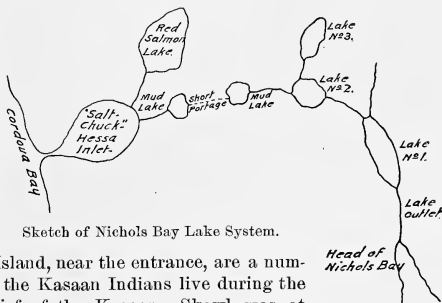 Red
Salmon
Lake.
Lake
Nº3.
Mud
Lake
Short
Portage
Mud
Lake
Lake
Nº2.
"Salt-
Chuck."
Hessa
Inlet.
Cordova Bay
Lake
Nº1.
Lake
Outlet.
Head of
Nichols Bay
Sketch of Nichols Bay Lake System.
Island, near the entrance, are a num-
the Kasaan Indians live during the